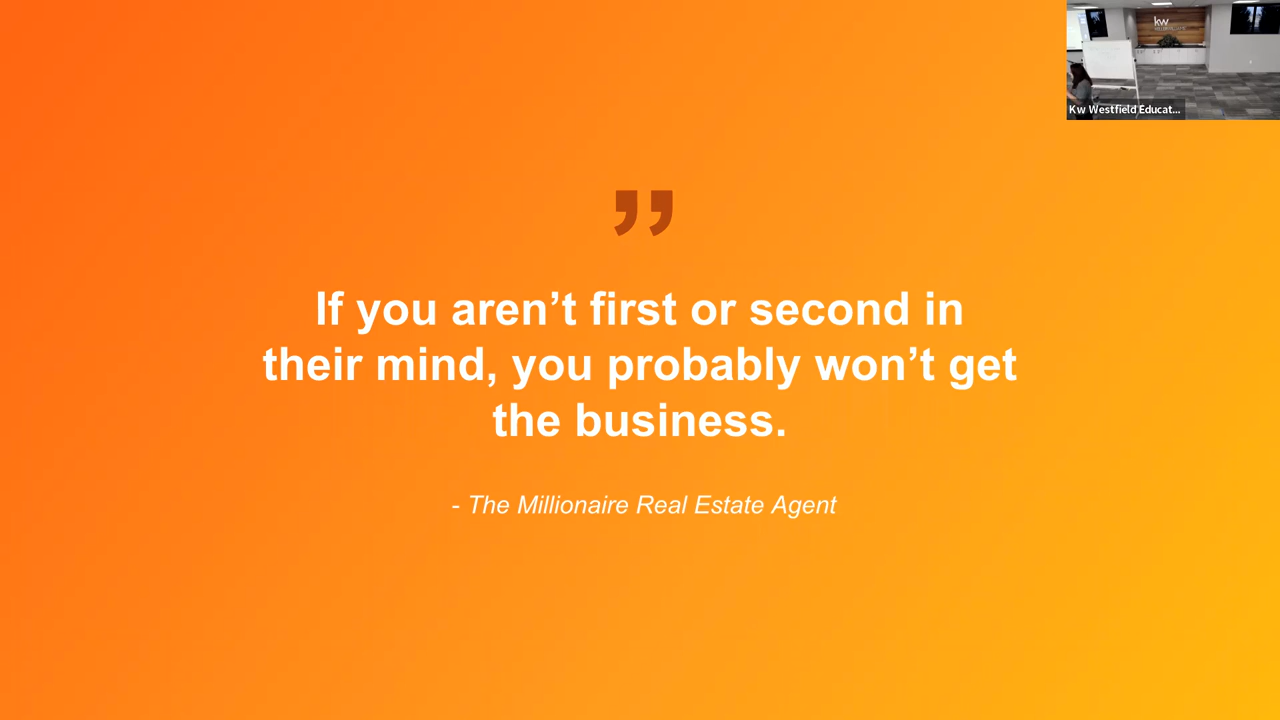 kw
Kw Westfield Educat...
”
If you aren’t first or second in
their mind, you probably won’t get
the business.
- The Millionaire Real Estate Agent